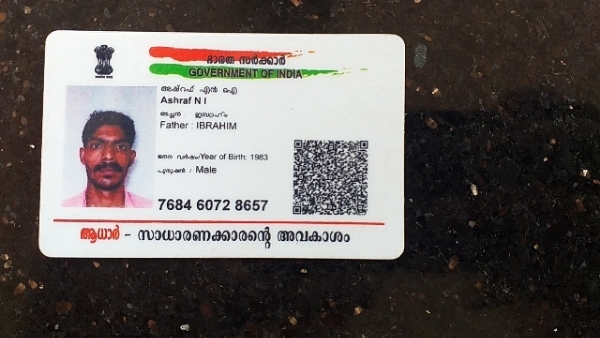 ഭാരത സർക്കാർ
GOVERNMENT OF INDIA
അഷ്റഫ് എൻ ഐ
Ashraf N I
അച്ഛൻ : ഇബ്രാഹിം
Father : IBRAHIM
ജനന വർഷം/Year of Birth: 1983
പുരുഷൻ : Male
7684 6072 8657
ആധാർ - സാധാരണക്കാരന്റെ അവകാശം